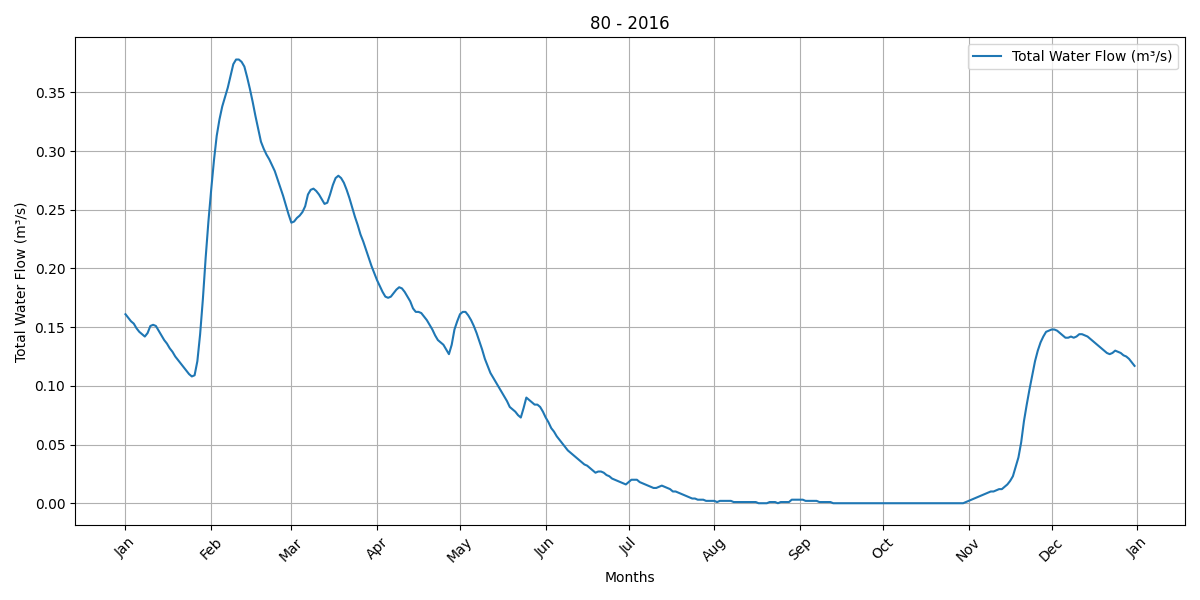 80 - 2016
Total Water Flow (m³/s)
Total Water Flow (m³/s)
0.35
0.30
0.25
0.20
0.15
0.10
0.05
0.00
Jan
Feb
Mar
Apr
May
Jun
Jul
Aug
Sep
Oct
Nov
Dec
Jan
Months